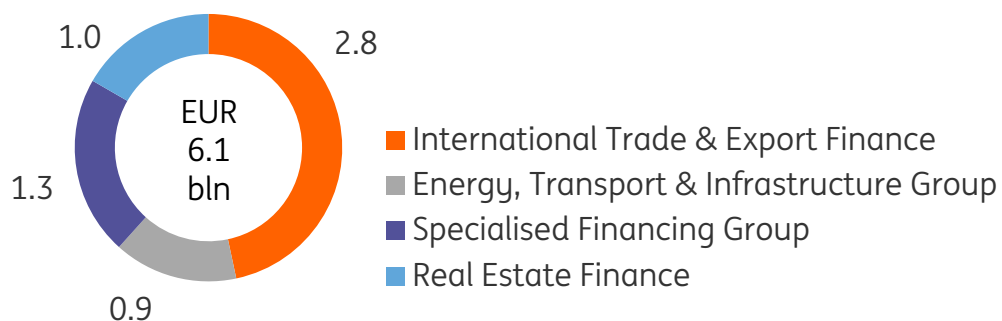 1.0
2.8
EUR
6.1
bln
1.3
0.9
International Trade & Export Finance
Energy, Transport & Infrastructure Group
Specialised Financing Group
Real Estate Finance